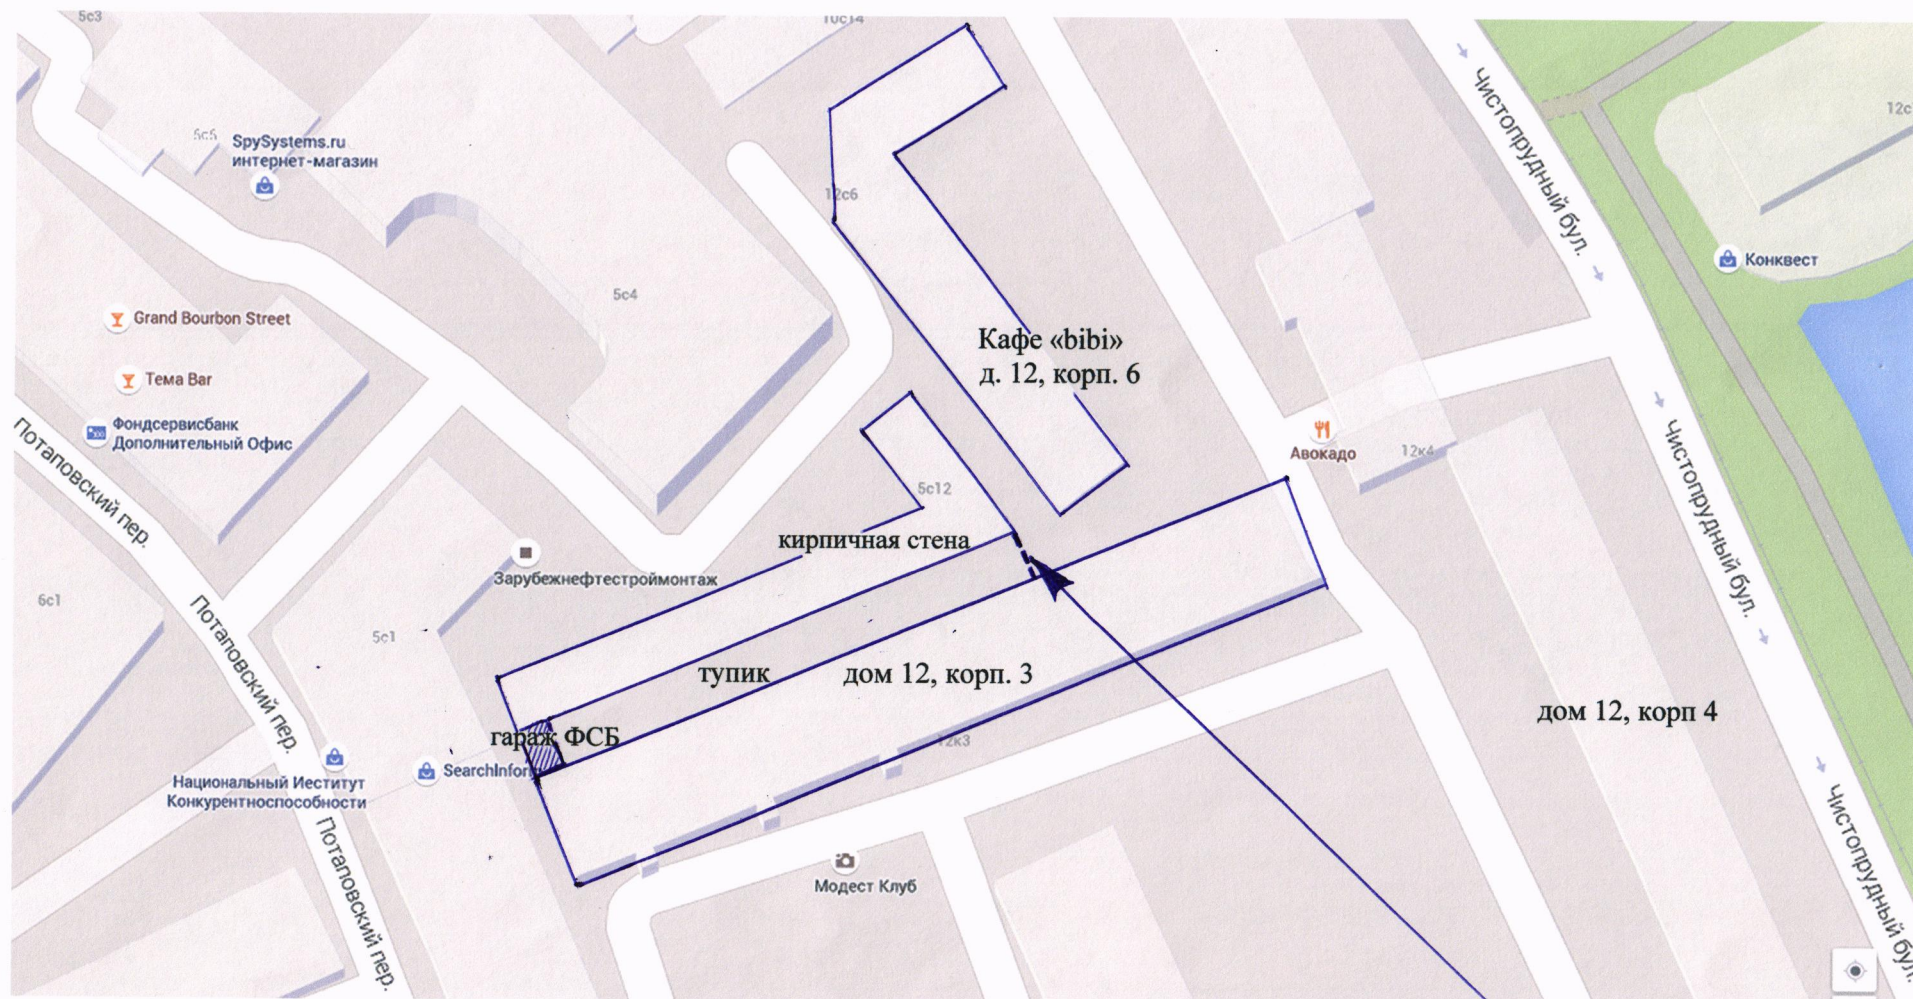 5с3
10с14
Чистопрудный бул.
12с
5с5
SpySystems.ru
интернет-магазин
12с6
Конквест
5с4
Grand Bourbon Street
Кафе «bibi»
д. 12, корп. 6
Тема Bar
Фондсервисбанк
Дополнительный Офис
Авокадо
12к4
Чистопрудный бул.
Потаповский пер.
5с12
кирпичная стена
Зарубежнефтестроймонтаж
6с1
Потаповский пер.
5с1
тупик
дом 12, корп. 3
дом 12, корп 4
гараж ФСБ
12к3
SearchInfor
Национальный Иеститут
Конкурентноспособности
Потаповский пер.
Модест Клуб
Чистопрудный бул.